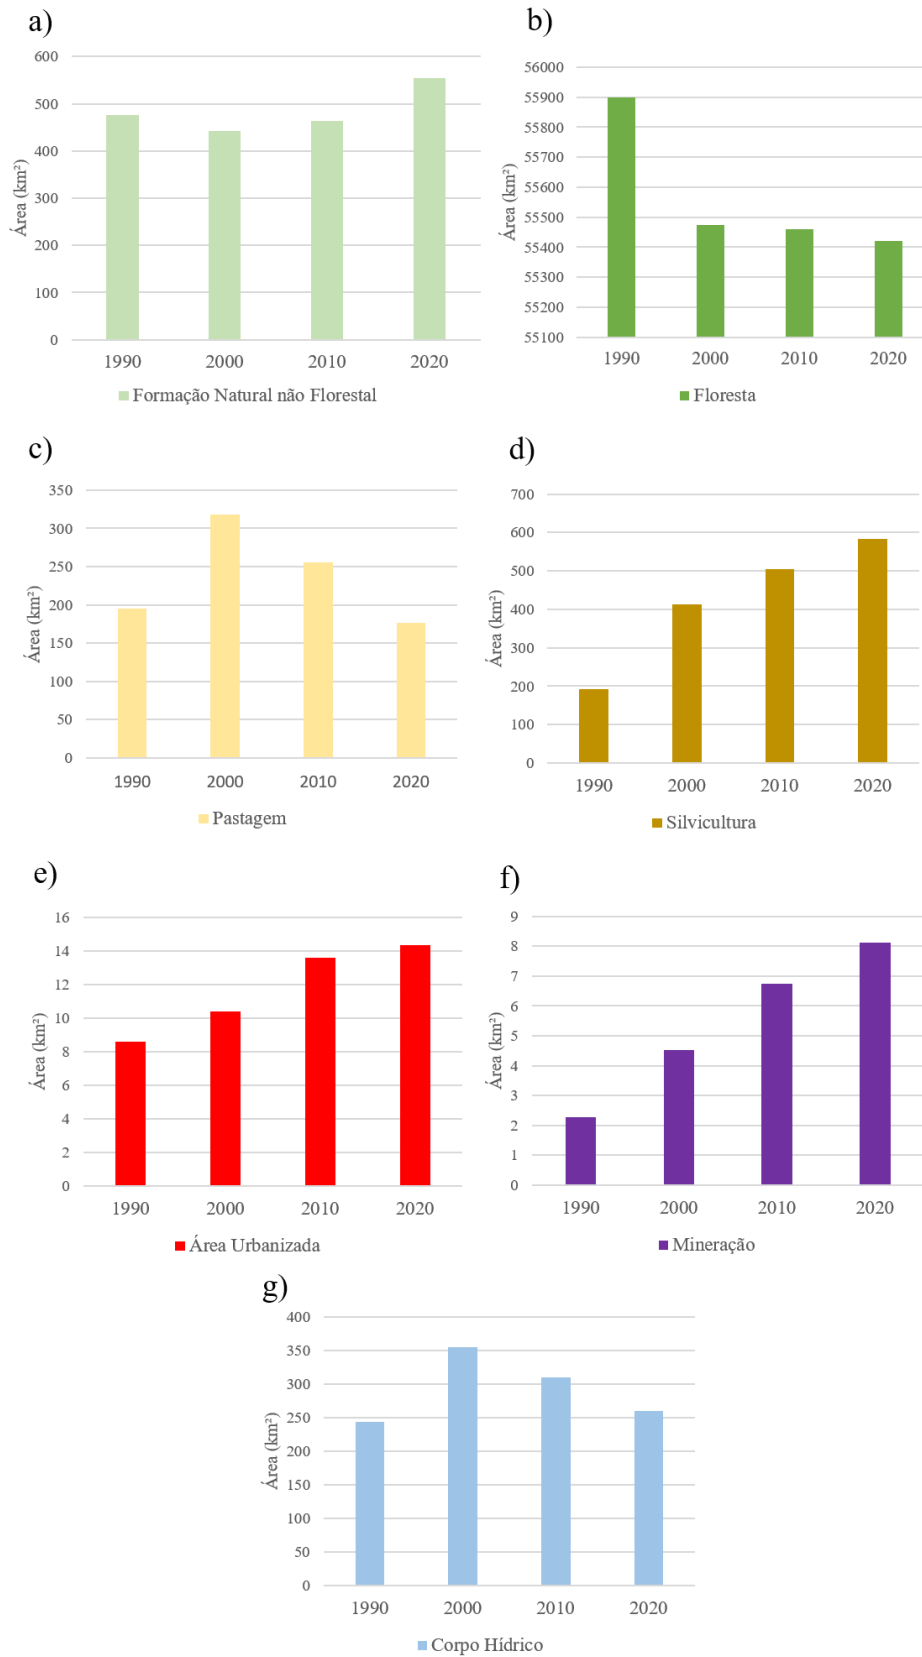 a)
600
500
400
300
200
100
0
Área (km²)
1990 2000 2010 2020
Formação Natural não Florestal
b)
56000
55900
55800
55700
55600
55500
55400
55300
55200
55100
Área (km²)
1990 2000 2010 2020
Floresta
c)
350
300
250
200
150
100
50
0
Área (km²)
1990 2000 2010 2020
Pastagem
d)
700
600
500
400
300
200
100
0
Área (km²)
1990 2000 2010 2020
Silvicultura
e)
16
14
12
10
8
6
4
2
0
Área (km²)
1990 2000 2010 2020
Área Urbanizada
f)
9
8
7
6
5
4
3
2
1
0
Área (km²)
1990 2000 2010 2020
Mineração
g)
400
350
300
250
200
150
100
50
0
Área (km²)
1990 2000 2010 2020
Corpo Hídrico